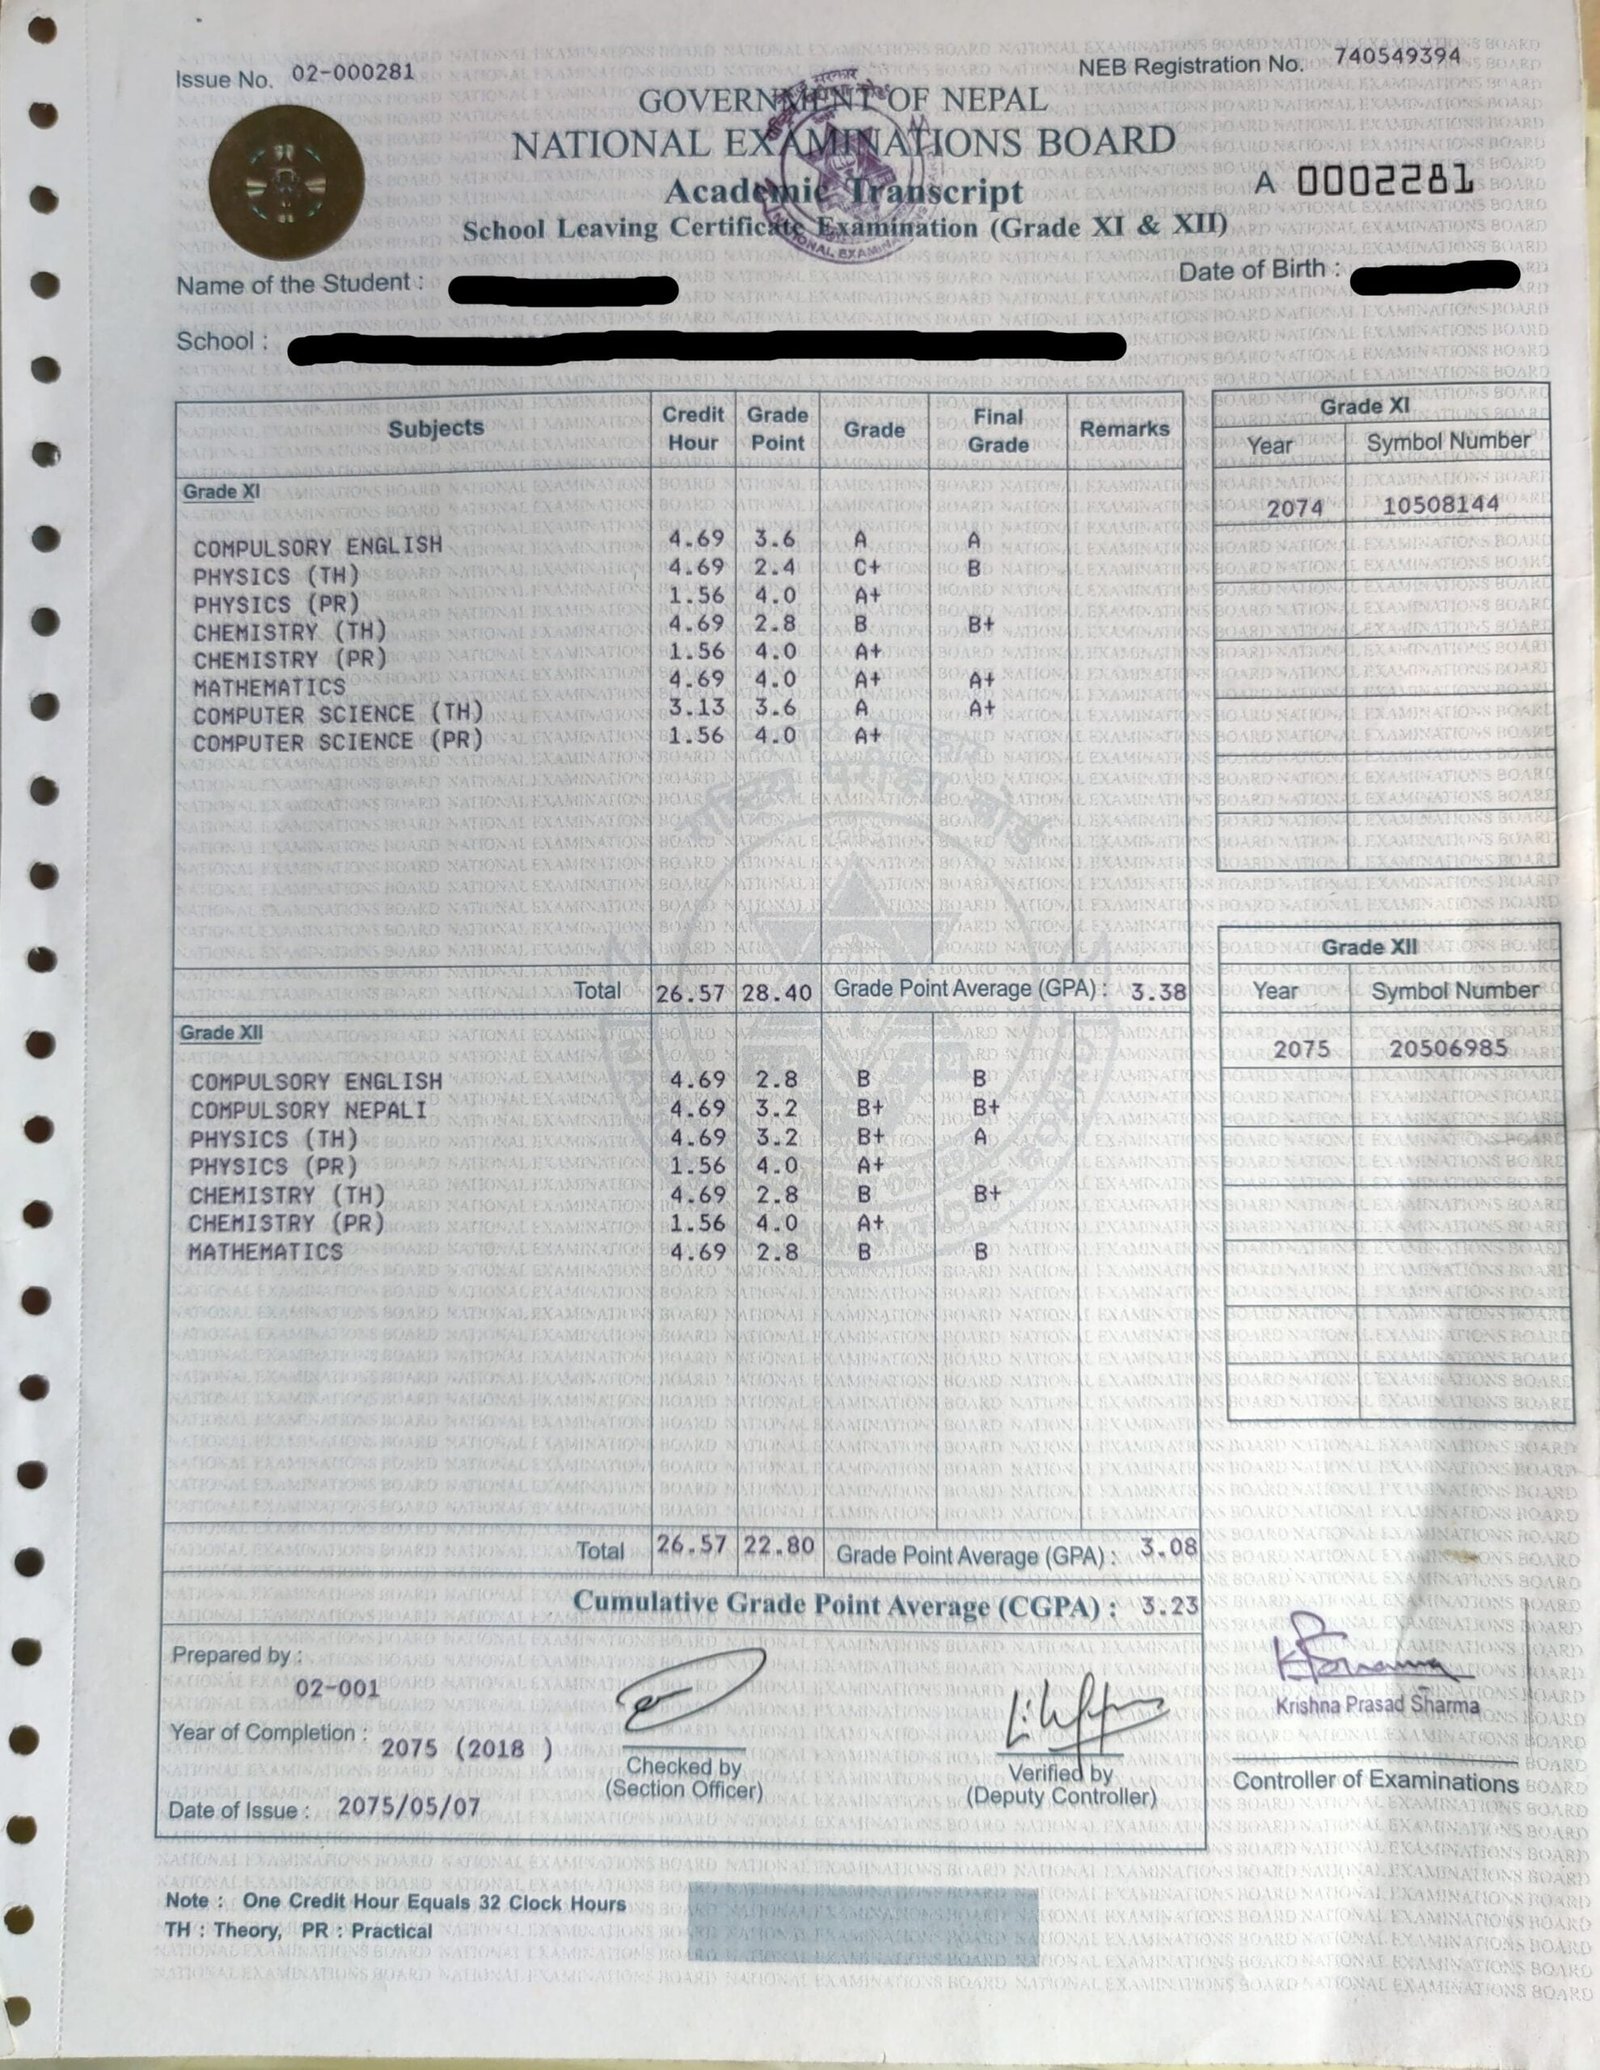 Issue No. 02-000281
NEB Registration No. 740549394
GOVERNMENT OF NEPAL
NATIONAL EXAMINATIONS BOARD
A 0002281
Academic Transcript
School Leaving Certificate Examination (Grade XI & XII)
Name of the Student :
Date of Birth :
School :
Subjects Credit Hour Grade Point Grade Final Grade Remarks
Grade XI
COMPULSORY ENGLISH 4.69 3.6 A A
PHYSICS (TH) 4.69 2.4 C+ B
PHYSICS (PR) 1.56 4.0 A+
CHEMISTRY (TH) 4.69 2.8 B B+
CHEMISTRY (PR) 1.56 4.0 A+
MATHEMATICS 4.69 4.0 A+ A+
COMPUTER SCIENCE (TH) 3.13 3.6 A A+
COMPUTER SCIENCE (PR) 1.56 4.0 A+
Total 26.57 28.40 Grade Point Average (GPA) : 3.38
Grade XII
COMPULSORY ENGLISH 4.69 2.8 B B
COMPULSORY NEPALI 4.69 3.2 B+ B+
PHYSICS (TH) 4.69 3.2 B+ A
PHYSICS (PR) 1.56 4.0 A+
CHEMISTRY (TH) 4.69 2.8 B B+
CHEMISTRY (PR) 1.56 4.0 A+
MATHEMATICS 4.69 2.8 B B
Total 26.57 22.80 Grade Point Average (GPA) : 3.08
Cumulative Grade Point Average (CGPA) : 3.23
Grade XI
Year Symbol Number
2074 10508144
Grade XII
Year Symbol Number
2075 20506985
Prepared by :
02-001
Year of Completion : 2075 (2018 )
Date of Issue : 2075/05/07
Checked by
(Section Officer)
Verified by
(Deputy Controller)
Krishna Prasad Sharma
Controller of Examinations
Note : One Credit Hour Equals 32 Clock Hours
TH : Theory, PR : Practical